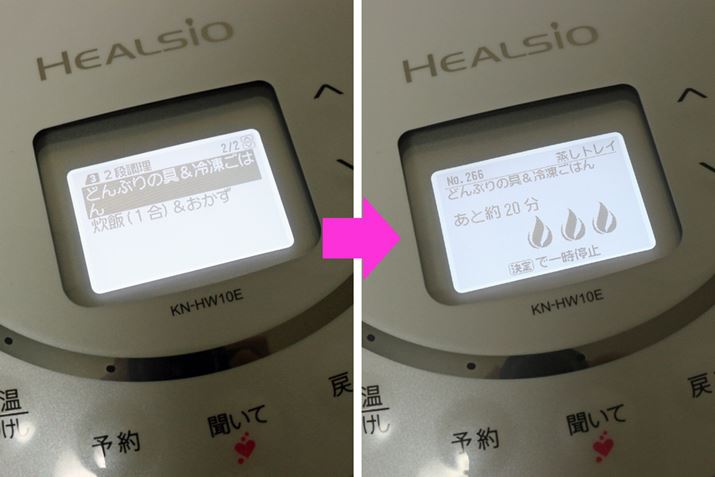 HEALSiO
2/2
3 2段調理
どんぶりの具&冷凍ごは
ん
炊飯(1合)&おかず
KN-HW10E
温
予約
聞いて
戻
HEALSiO
蒸しトレイ
No.266
どんぶりの具&冷凍ごはん
あと約20分
決定で一時停止
KN-HW10E
予約
聞いて
戻